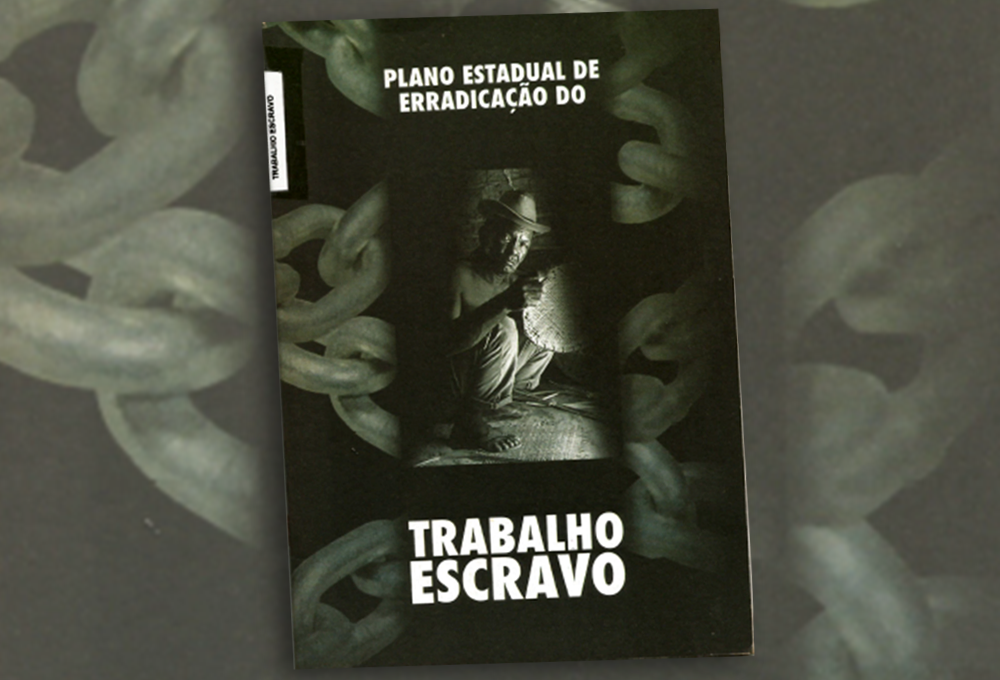 PLANO ESTADUAL DE
ERRADICAÇÃO DO
TRABALHO ESCRAVO
TRABALHO
ESCRAVO